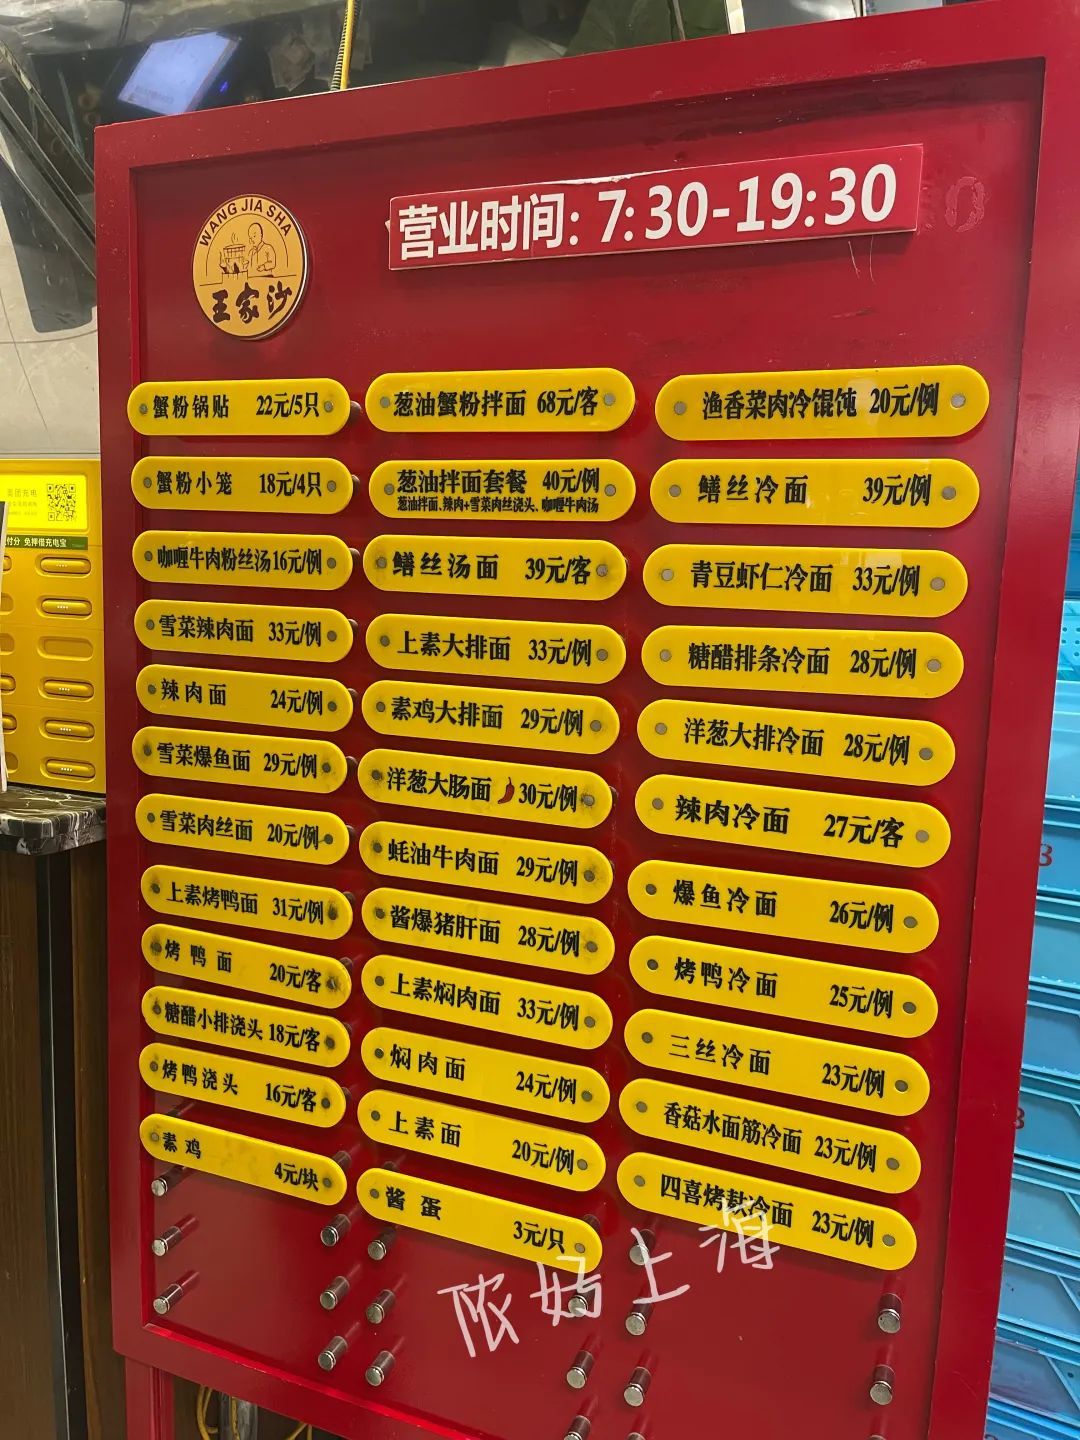 WANG JIA SHA
王家沙
营业时间: 7:30-19:30
蟹粉锅贴 22元/5只
蟹粉小笼 18元/4只
咖喱牛肉粉丝汤16元/例
雪菜辣肉面 33元/例
辣肉面 24元/例
雪菜爆鱼面 29元/例
雪菜肉丝面 20元/例
上素烤鸭面 31元/例
烤鸭面 20元/客
糖醋小排浇头 18元/客
烤鸭浇头 16元/客
素鸡 4元/块
葱油蟹粉拌面 68元/客
葱油拌面套餐 40元/例
葱油拌面、辣肉+雪菜肉丝浇头、咖喱牛肉汤
鳝丝汤面 39元/客
上素大排面 33元/例
素鸡大排面 29元/例
洋葱大肠面 30元/例
蚝油牛肉面 29元/例
酱爆猪肝面 28元/例
上素焖肉面 33元/例
焖肉面 24元/例
上素面 20元/例
酱蛋 3元/只
渔香菜肉冷馄饨 20元/例
鳝丝冷面 39元/例
青豆虾仁冷面 33元/例
糖醋排条冷面 28元/例
洋葱大排冷面 28元/例
辣肉冷面 27元/客
爆鱼冷面 26元/例
烤鸭冷面 25元/例
三丝冷面 23元/例
香菇水面筋冷面 23元/例
四喜烤麸冷面 23元/例
侬好上海
美团充电
免押借充电宝